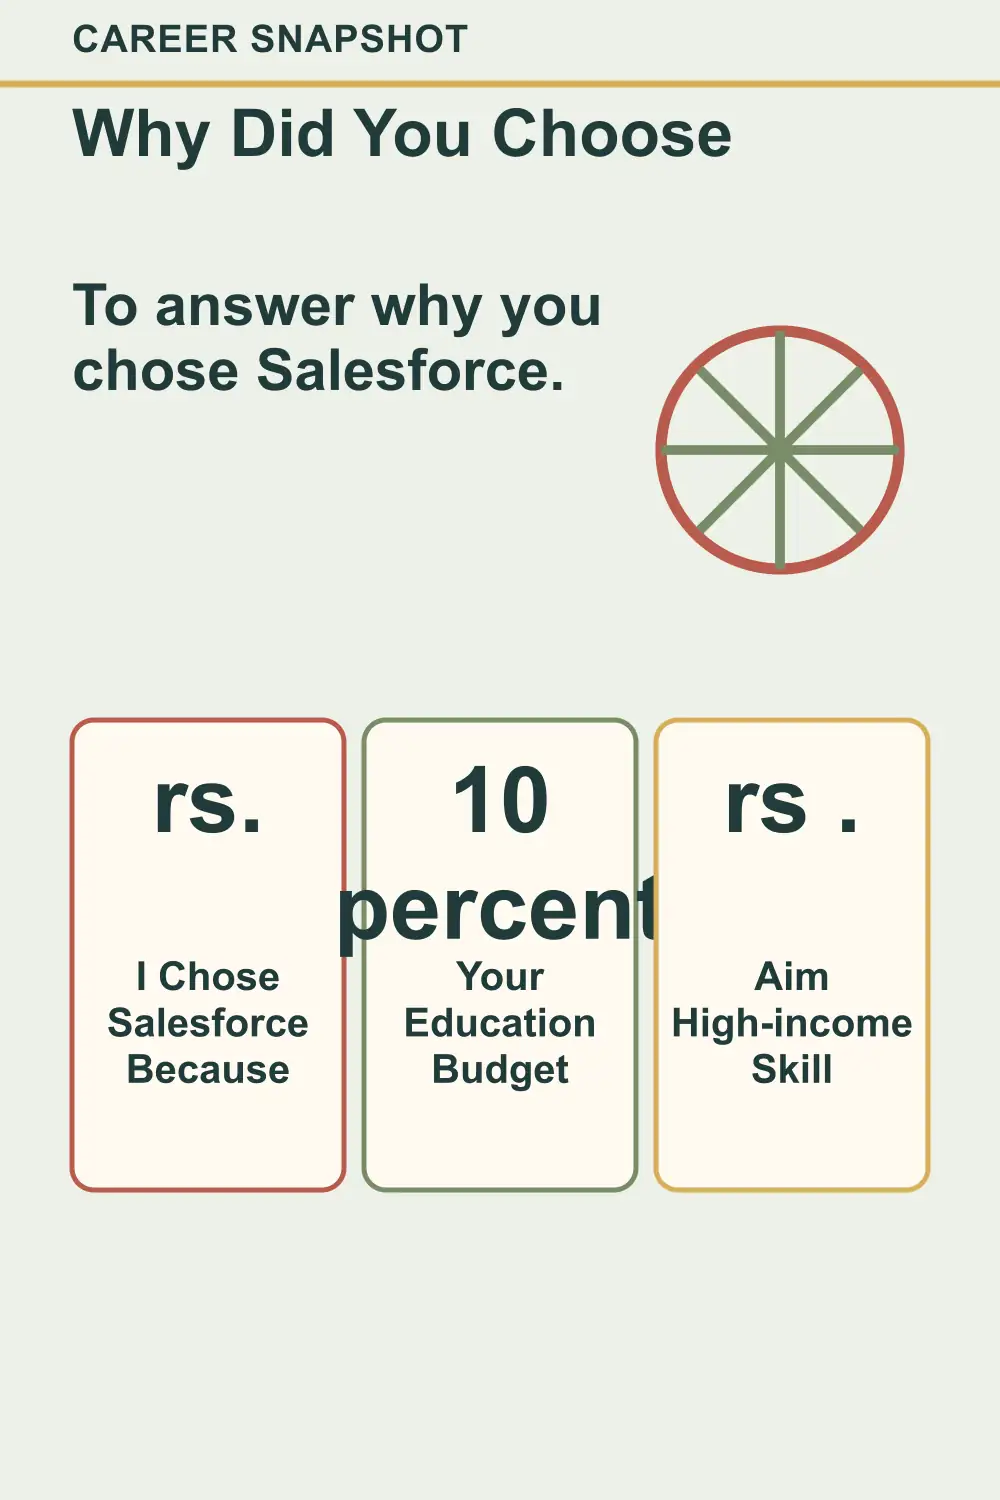 CAREER SNAPSHOT
Why Did You Choose
To answer why you
chose Salesforce.
rs.
I Chose
Salesforce
Because
10
percent
Your
Education
Budget
rs .
Aim
High-income
Skill